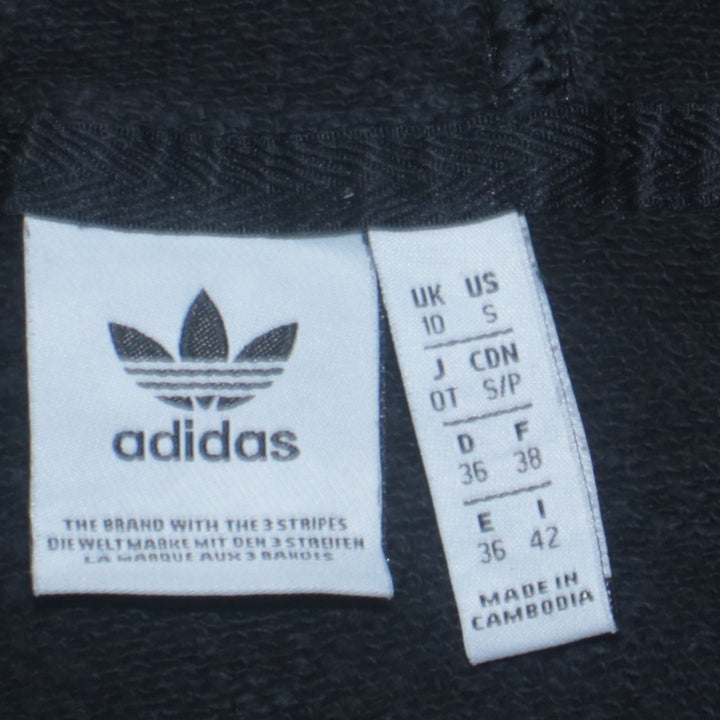 adidas
THE BRAND WITH THE 3 STRIPES
DIE WELTMARKE MIT DEN 3 STREIFEN
LA MARQUE AUX 3 BANDES
UK US
10 S
J CDN
OT S/P
D F
36 38
E I
36 42
MADE IN
CAMBODIA